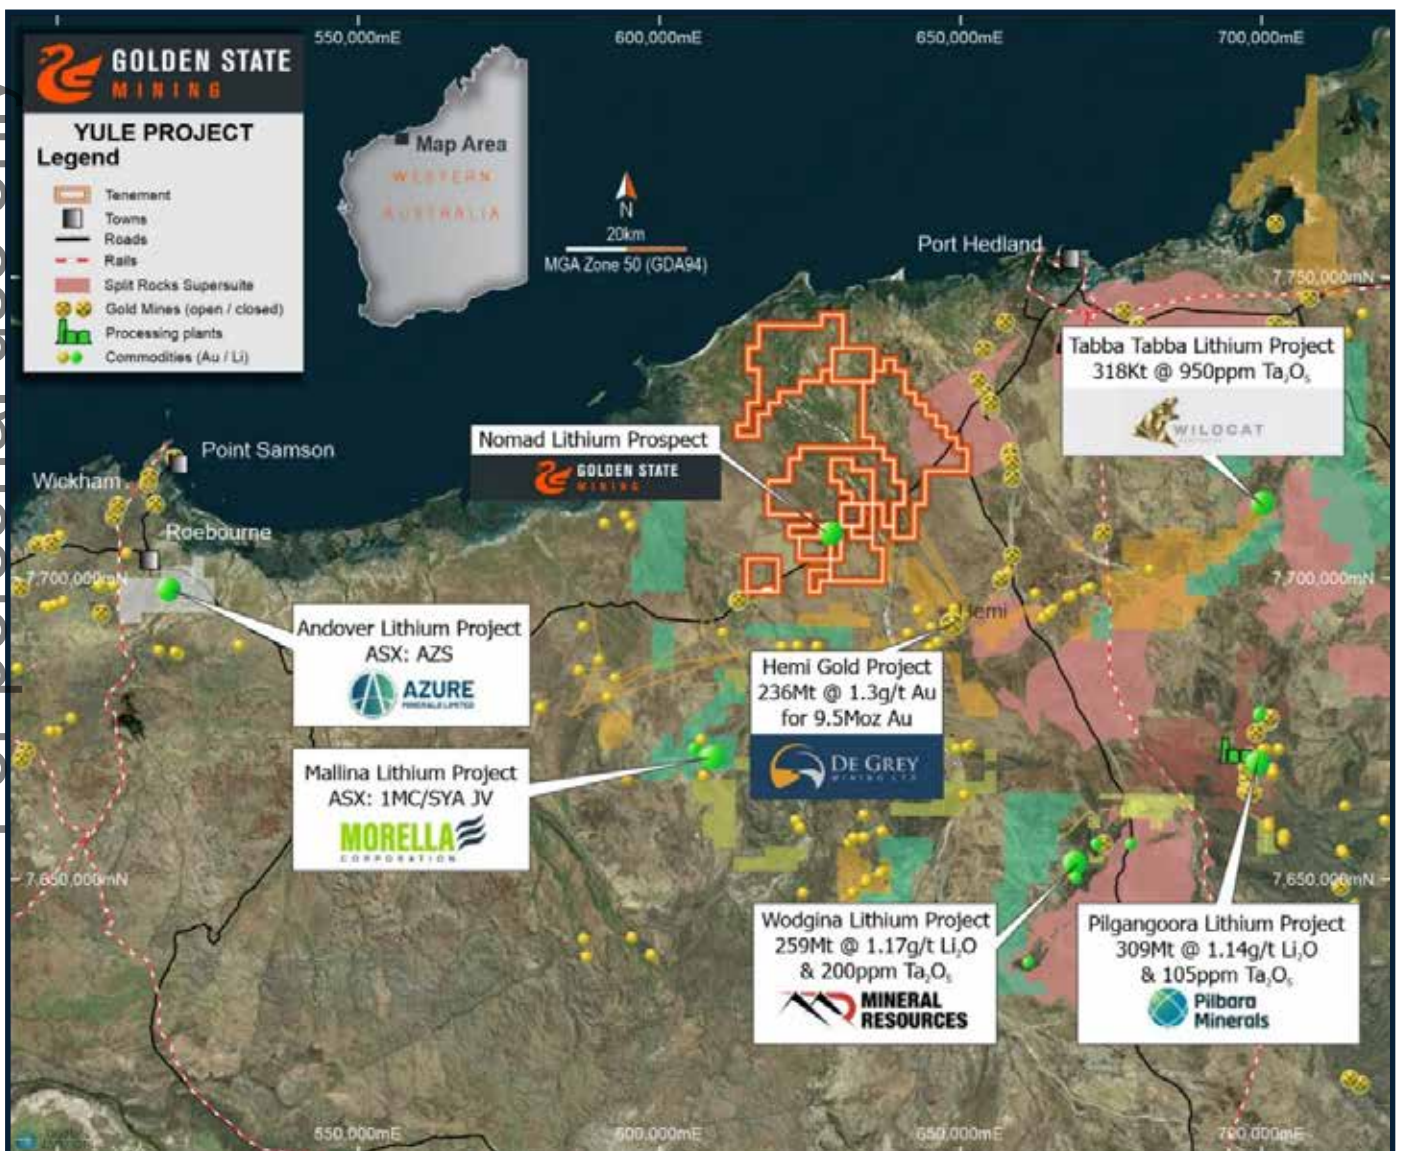 550,000mE
600,000mE
650,000mE
700,000mE
GOLDEN STATE
MINING
YULE PROJECT
Legend
Tenement
Towns
Roads
Rails
Split Rocks Supersuite
Gold Mines (open / closed)
Processing plants
Commodities (Au / Li)
Map Area
WESTERN
AUSTRALIA
N
20km
MGA Zone 50 (GDA94)
Port Hedland
7,750,000mN
Tabba Tabba Lithium Project
318Kt @ 950ppm Ta₂O₅
WILDCAT
Nomad Lithium Prospect
GOLDEN STATE
MINING
Point Samson
Wickham
Roebourne
7,700,000mN
7,700,000mN
Andover Lithium Project
ASX: AZS
AZURE
MINERALS LIMITED
Hemi
Hemi Gold Project
236Mt @ 1.3g/t Au
for 9.5Moz Au
DE GREY
MINING LTD
Mallina Lithium Project
ASX: 1MC/SYA JV
MORELLA
CORPORATION
7,650,000mN
7,650,000mN
Wodgina Lithium Project
259Mt @ 1.17g/t Li₂O
& 200ppm Ta₂O₅
MINERAL
RESOURCES
Pilgangoora Lithium Project
309Mt @ 1.14g/t Li₂O
& 105ppm Ta₂O₅
Pilbara
Minerals
550,000mE
600,000mE
650,000mE
700,000mE